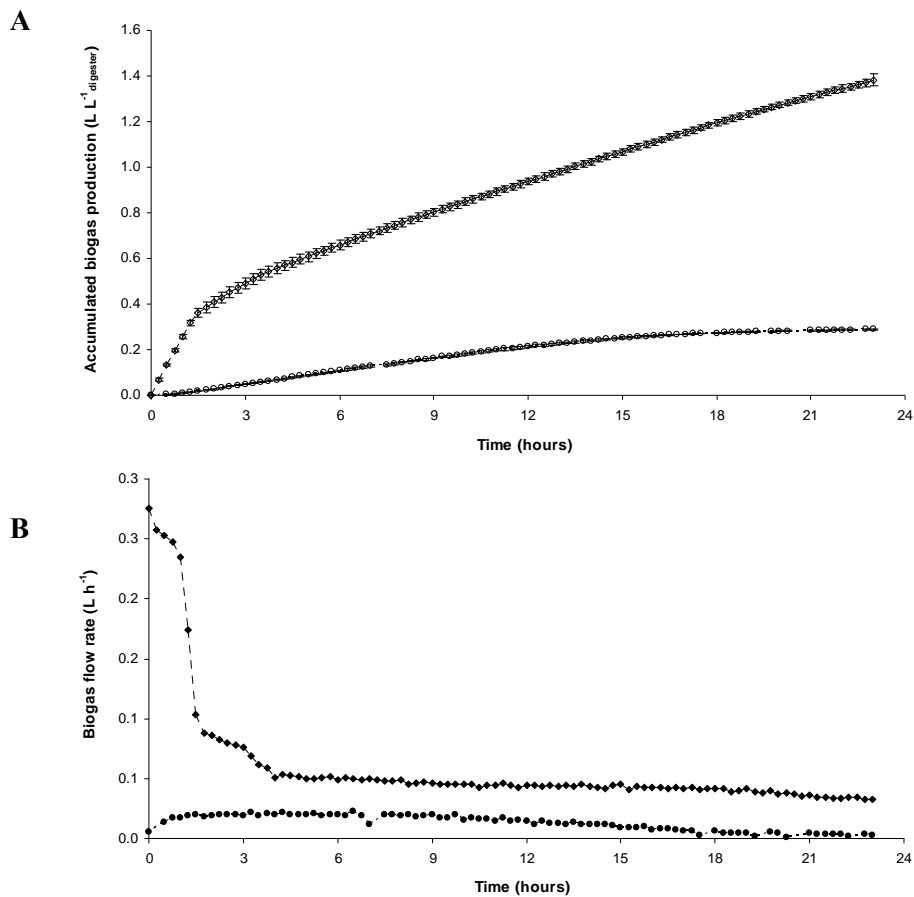 A
Accumulated biogas production (L L⁻¹ digester)
1.6
1.4
1.2
1.0
0.8
0.6
0.4
0.2
0.0
0 3 6 9 12 15 18 21 24
Time (hours)
B
Biogas flow rate (L h⁻¹)
0.3
0.3
0.2
0.2
0.1
0.1
0.0
0 3 6 9 12 15 18 21 24
Time (hours)